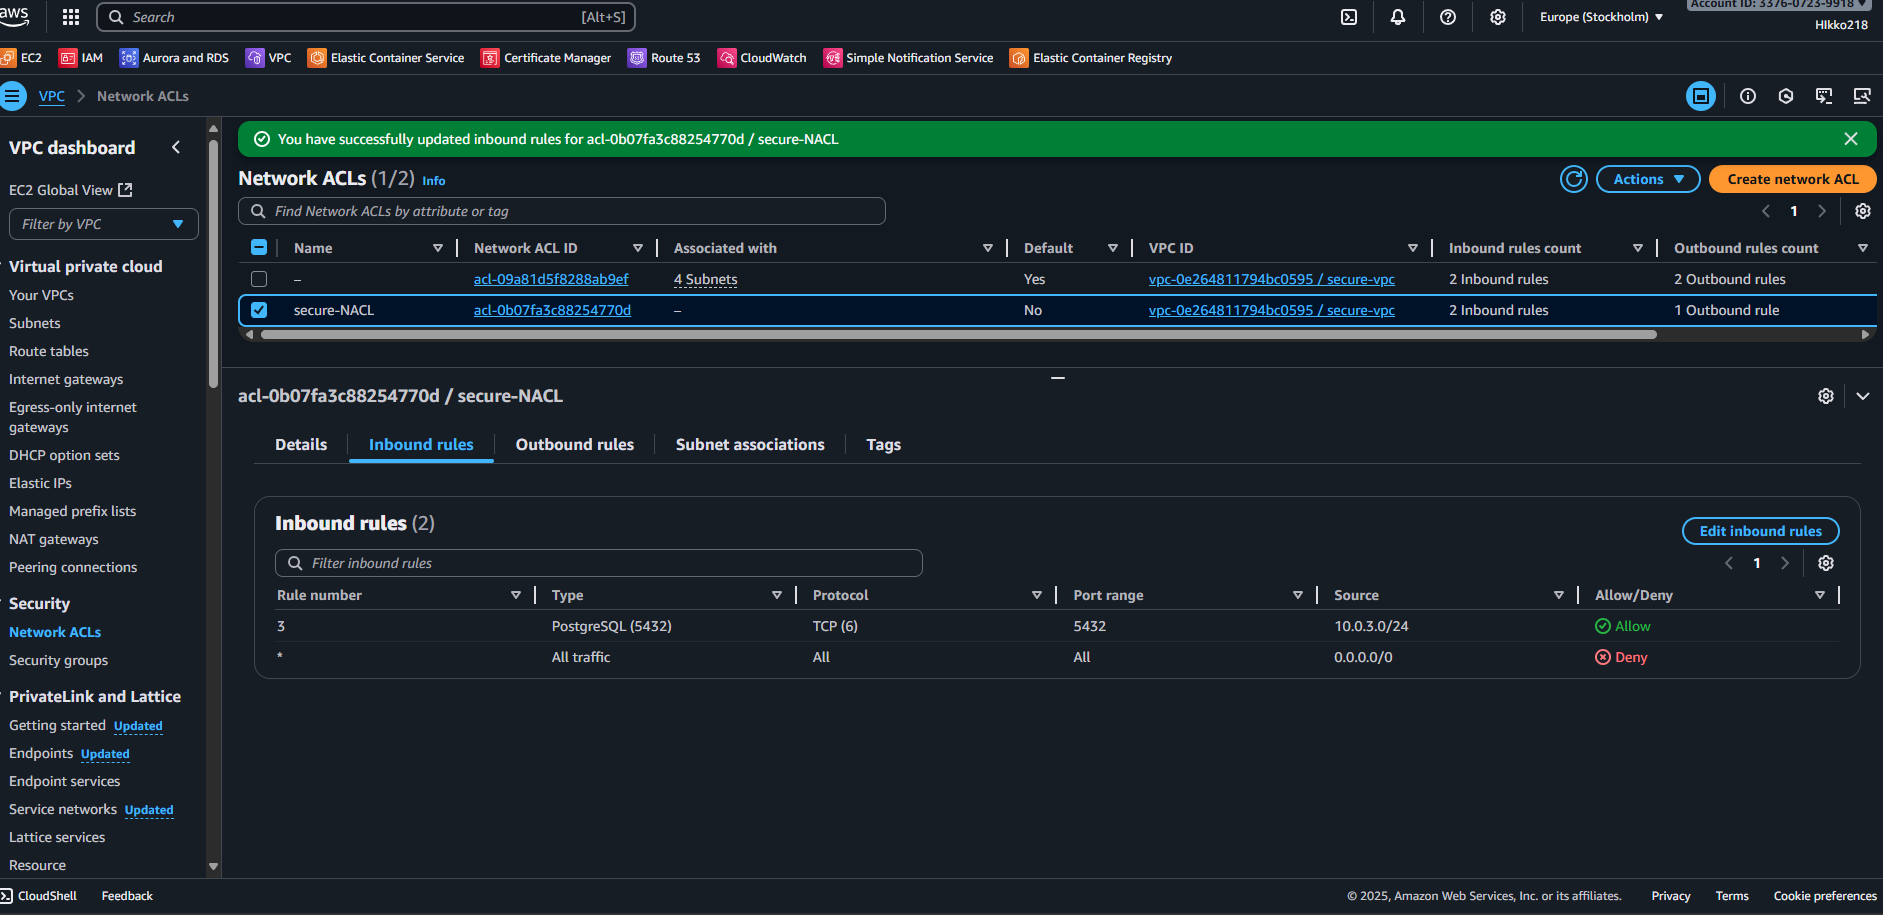 aws
Search [Alt+S]
Europe (Stockholm)
Account ID: 3376-0723-9918
HIkko218
EC2 IAM Aurora and RDS VPC Elastic Container Service Certificate Manager Route 53 CloudWatch Simple Notification Service Elastic Container Registry
VPC Network ACLs
VPC dashboard
EC2 Global View
Filter by VPC
Virtual private cloud
Your VPCs
Subnets
Route tables
Internet gateways
Egress-only internet
gateways
DHCP option sets
Elastic IPs
Managed prefix lists
NAT gateways
Peering connections
Security
Network ACLs
Security groups
PrivateLink and Lattice
Getting started Updated
Endpoints Updated
Endpoint services
Service networks Updated
Lattice services
Resource
You have successfully updated inbound rules for acl-0b07fa3c88254770d / secure-NACL
Network ACLs (1/2) Info
Actions
Create network ACL
Find Network ACLs by attribute or tag
1
Name Network ACL ID Associated with Default VPC ID Inbound rules count Outbound rules count
– acl-09a81d5f8288ab9ef 4 Subnets Yes vpc-0e264811794bc0595 / secure-vpc 2 Inbound rules 2 Outbound rules
secure-NACL acl-0b07fa3c88254770d – No vpc-0e264811794bc0595 / secure-vpc 2 Inbound rules 1 Outbound rule
acl-0b07fa3c88254770d / secure-NACL
Details Inbound rules Outbound rules Subnet associations Tags
Inbound rules (2)
Edit inbound rules
Filter inbound rules
1
Rule number Type Protocol Port range Source Allow/Deny
3 PostgreSQL (5432) TCP (6) 5432 10.0.3.0/24 Allow
* All traffic All All 0.0.0.0/0 Deny
CloudShell Feedback
© 2025, Amazon Web Services, Inc. or its affiliates. Privacy Terms Cookie preferences